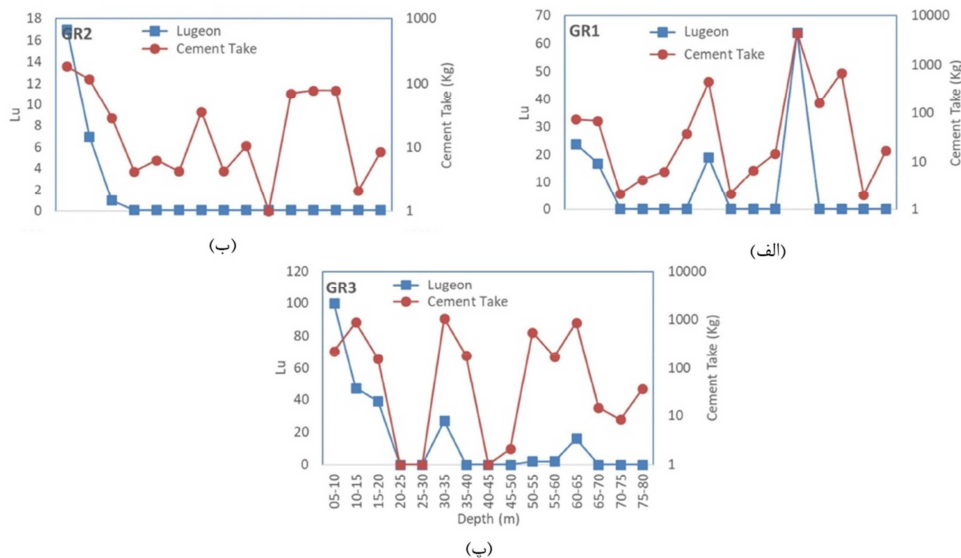 GR2
Lugeon
Cement Take
18
16
14
12
10
8
6
4
2
0
Lu
1000
100
10
1
Cement Take (Kg)
(ب)
GR1
Lugeon
Cement Take
70
60
50
40
30
20
10
0
Lu
10000
1000
100
10
1
Cement Take (Kg)
(الف)
GR3
Lugeon
Cement Take
120
100
80
60
40
20
0
Lu
10000
1000
100
10
1
Cement Take (Kg)
05-10
10-15
15-20
20-25
25-30
30-35
35-40
40-45
45-50
50-55
55-60
60-65
65-70
70-75
75-80
Depth (m)
(پ)